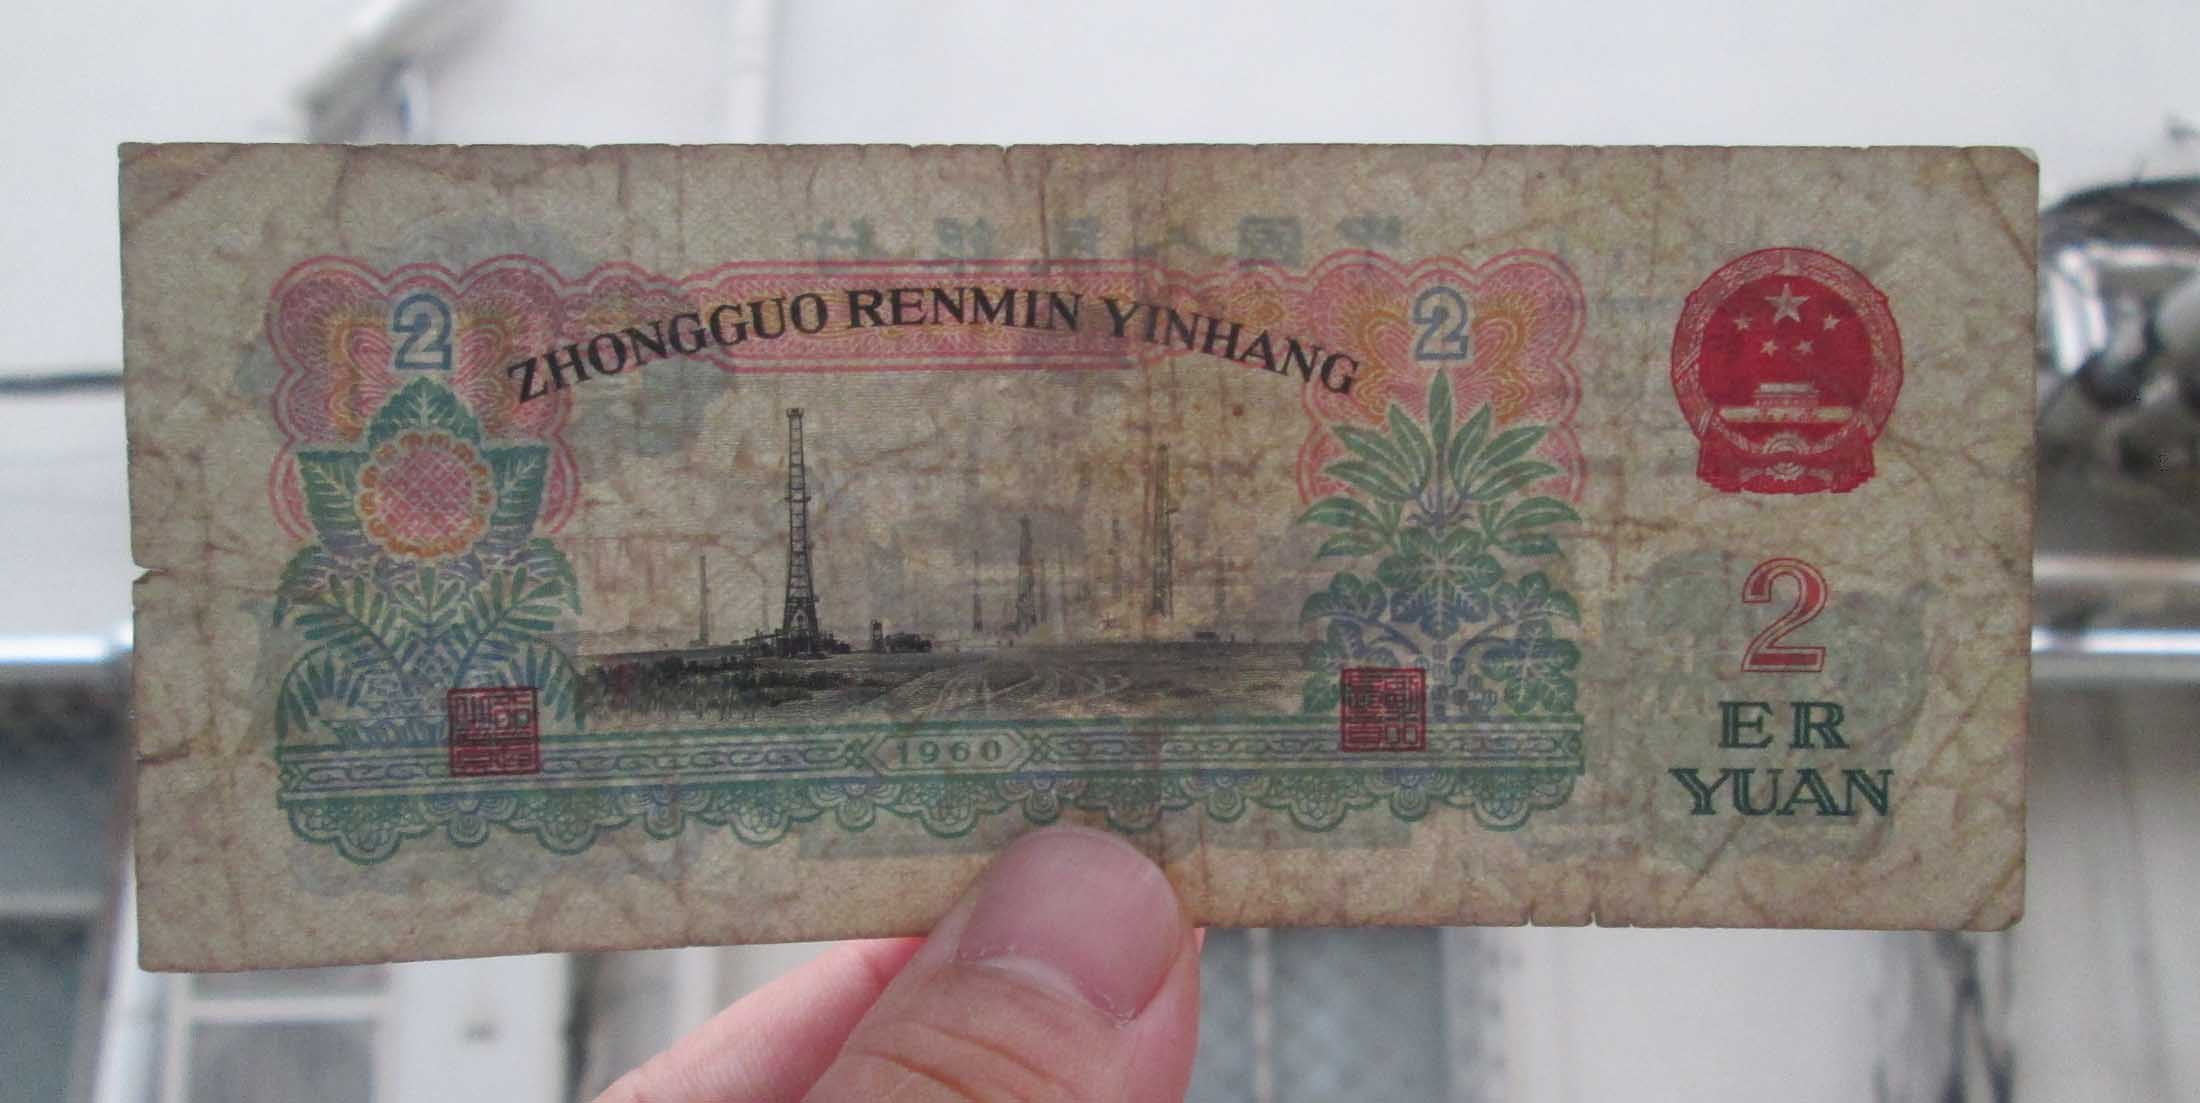 2
ZHONGGUO RENMIN YINHANG
2
2
ER
YUAN
1960